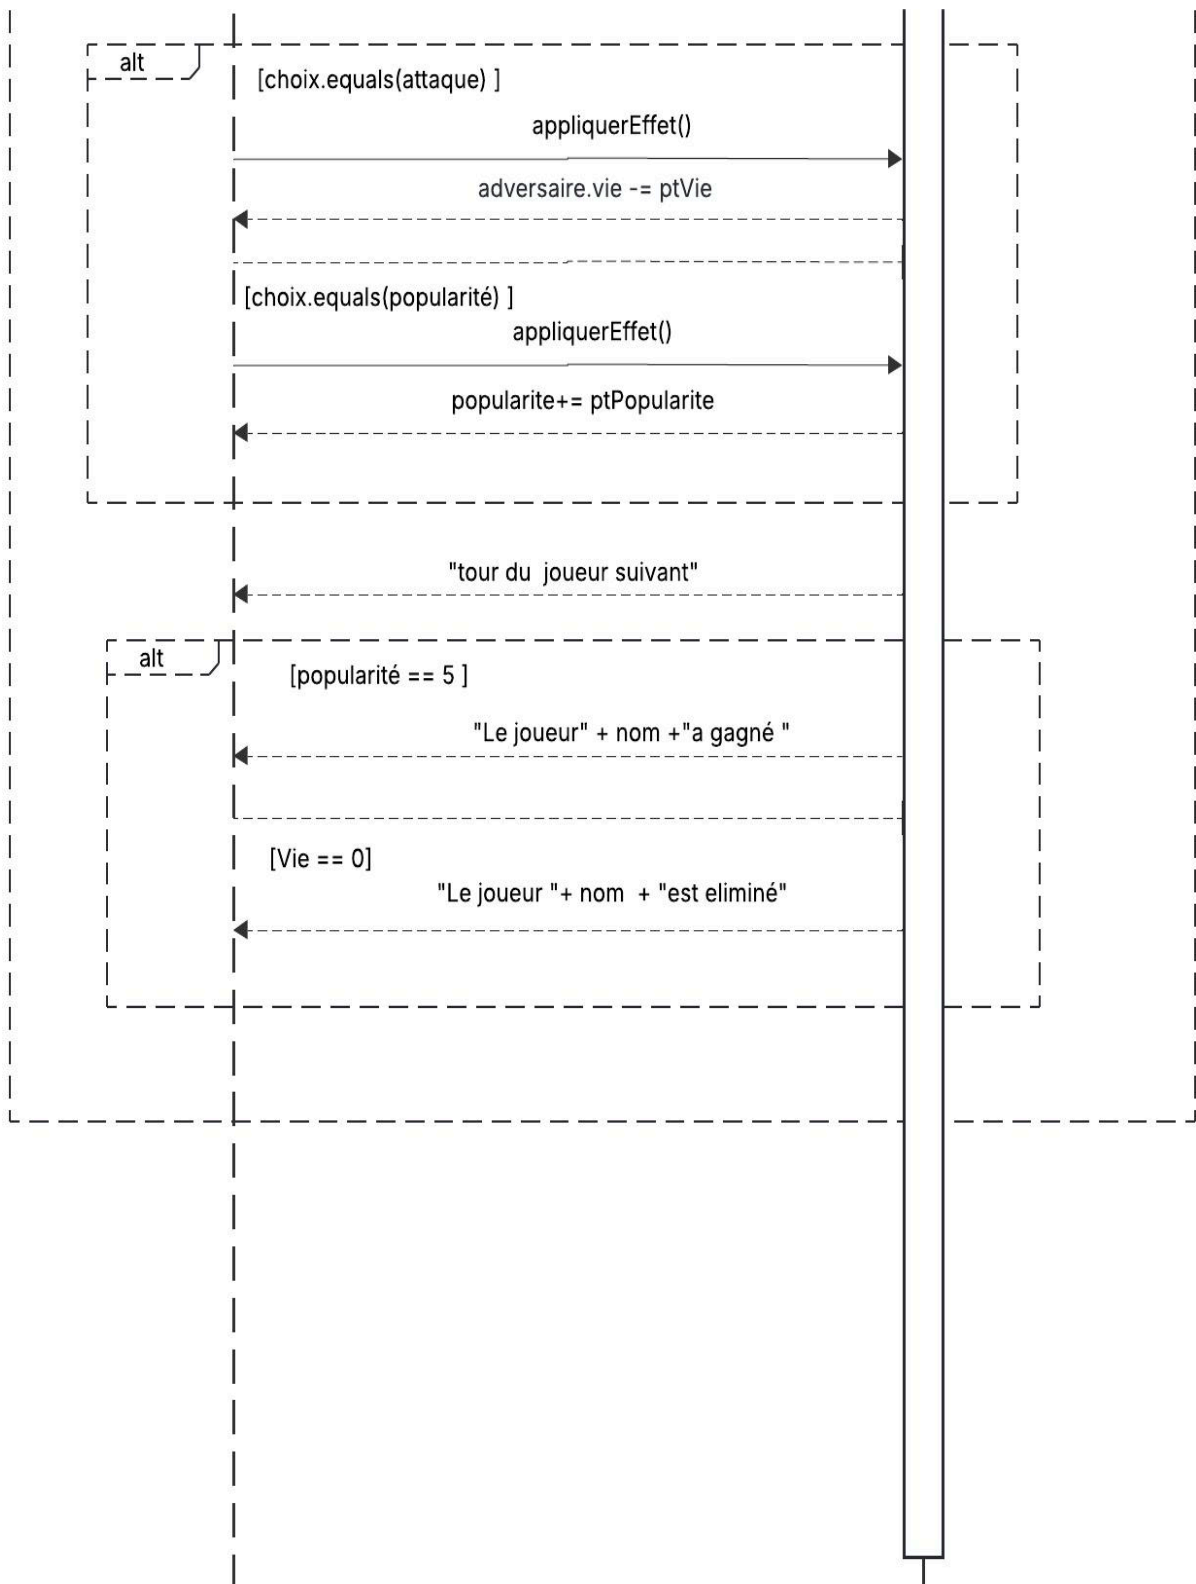 alt
[choix.equals(attaque) ]
appliquerEffet()
adversaire.vie -= ptVie
[choix.equals(popularité) ]
appliquerEffet()
popularite+= ptPopularite
"tour du  joueur suivant"
alt
[popularité == 5 ]
"Le joueur" + nom +"a gagné "
[Vie == 0]
"Le joueur "+ nom  + "est eliminé"